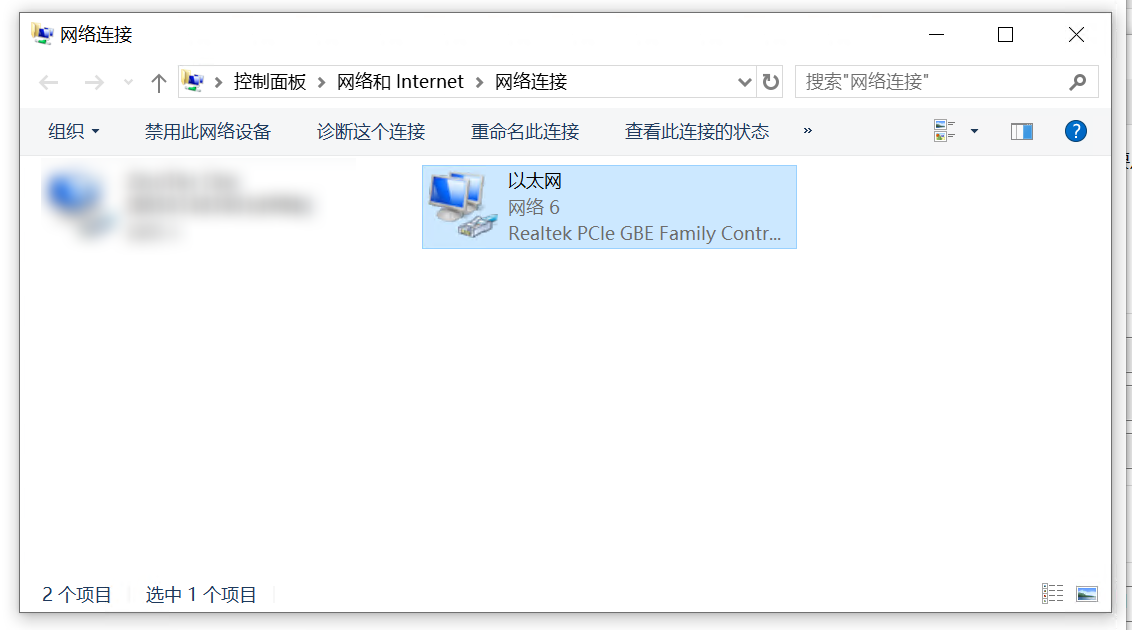 网络连接
控制面板 > 网络和 Internet > 网络连接
搜索"网络连接"
组织 禁用此网络设备 诊断这个连接 重命名此连接 查看此连接的状态 »
以太网
网络 6
Realtek PCIe GBE Family Contr...
2 个项目 选中 1 个项目